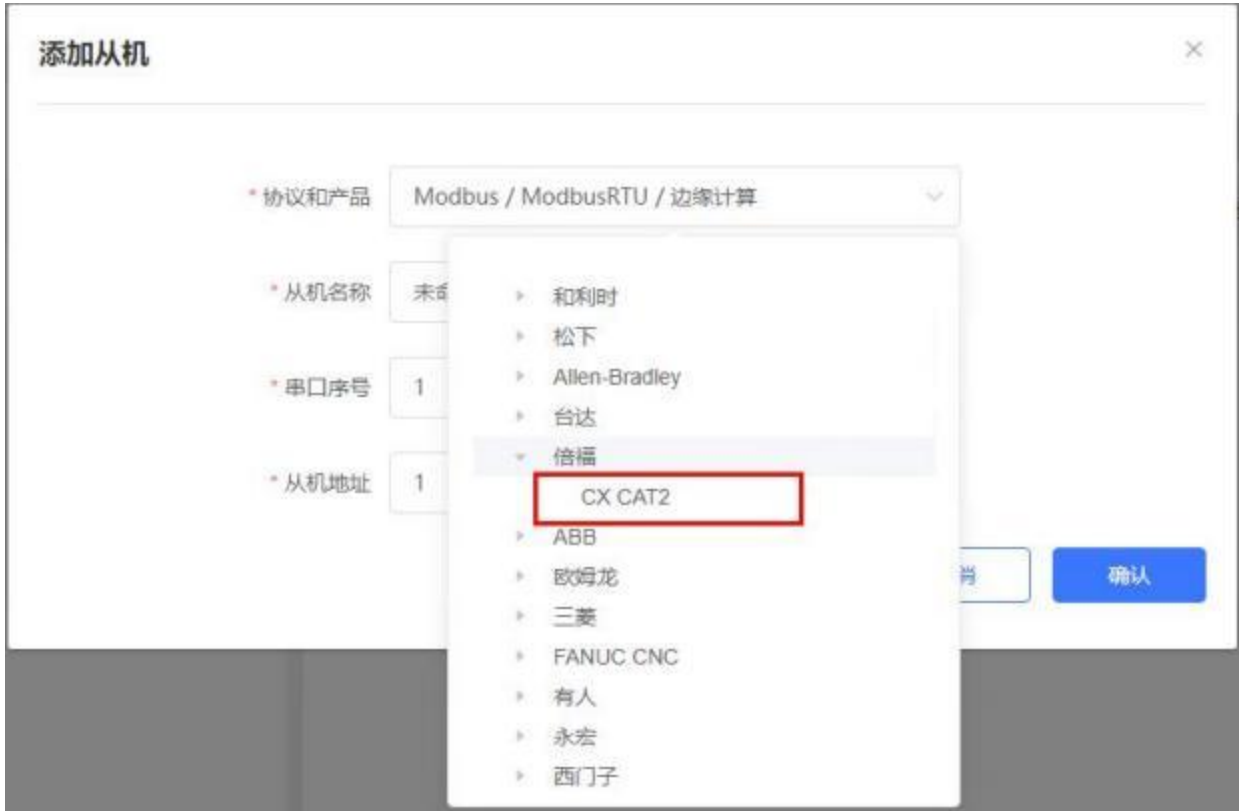 添加从机
* 协议和产品 Modbus / ModbusRTU / 边缘计算
* 从机名称 未
* 串口序号 1
* 从机地址 1
和利时
松下
Allen-Bradley
台达
倍福
CX CAT2
ABB
欧姆龙
三菱
FANUC CNC
有人
永宏
西门子
确认